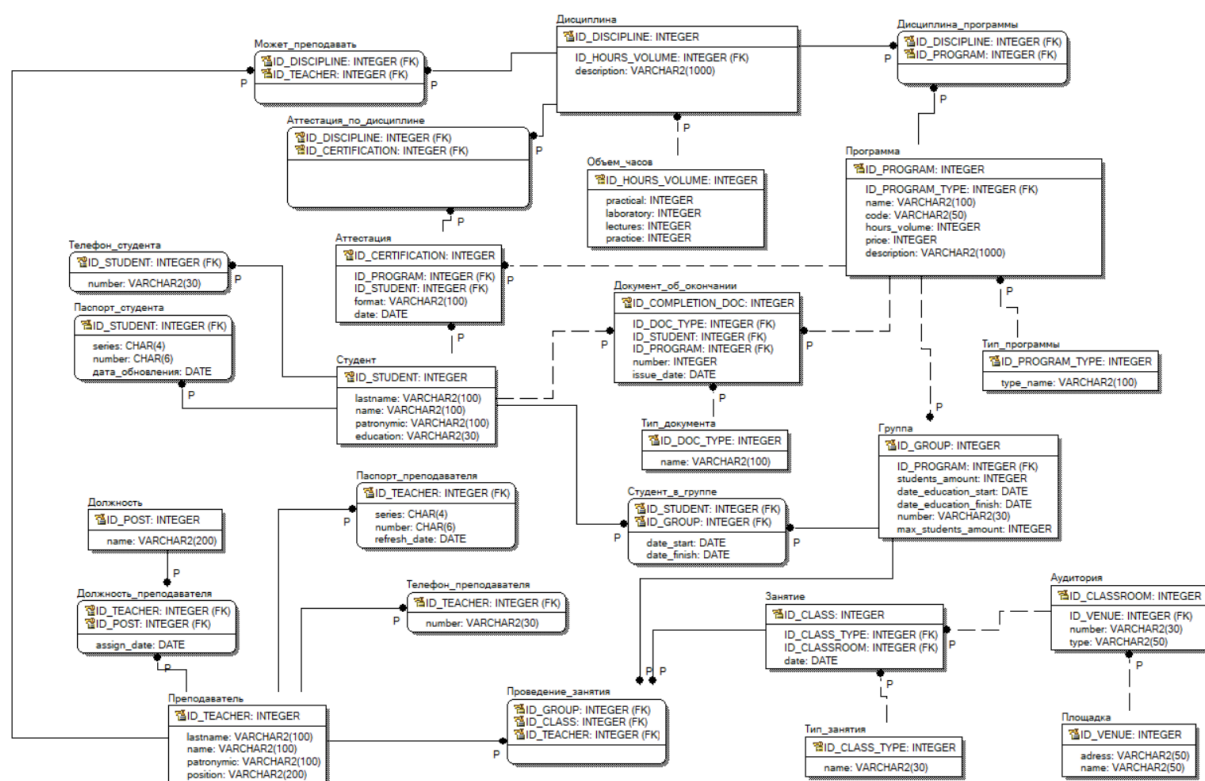 Может_преподавать
ID_DISCIPLINE: INTEGER (FK)
ID_TEACHER: INTEGER (FK)
P
P
Дисциплина
ID_DISCIPLINE: INTEGER
ID_HOURS_VOLUME: INTEGER (FK)
description: VARCHAR2(1000)
P
Дисциплина_программы
ID_DISCIPLINE: INTEGER (FK)
ID_PROGRAM: INTEGER (FK)
P
P
Аттестация_по_дисциплине
ID_DISCIPLINE: INTEGER (FK)
ID_CERTIFICATION: INTEGER (FK)
P
P
Объем_часов
ID_HOURS_VOLUME: INTEGER
practical: INTEGER
laboratory: INTEGER
lectures: INTEGER
practice: INTEGER
Программа
ID_PROGRAM: INTEGER
ID_PROGRAM_TYPE: INTEGER (FK)
name: VARCHAR2(100)
code: VARCHAR2(50)
hours_volume: INTEGER
price: INTEGER
description: VARCHAR2(1000)
P
Телефон_студента
ID_STUDENT: INTEGER (FK)
number: VARCHAR2(30)
P
Аттестация
ID_CERTIFICATION: INTEGER
ID_PROGRAM: INTEGER (FK)
ID_STUDENT: INTEGER (FK)
format: VARCHAR2(100)
date: DATE
P
P
Документ_об_окончании
ID_COMPLETION_DOC: INTEGER
ID_DOC_TYPE: INTEGER (FK)
ID_STUDENT: INTEGER (FK)
ID_PROGRAM: INTEGER (FK)
number: INTEGER
issue_date: DATE
P
P
P
Паспорт_студента
ID_STUDENT: INTEGER (FK)
series: CHAR(4)
number: CHAR(6)
дата_обновления: DATE
P
Тип_программы
ID_PROGRAM_TYPE: INTEGER
type_name: VARCHAR2(100)
Студент
ID_STUDENT: INTEGER
lastname: VARCHAR2(100)
name: VARCHAR2(100)
patronymic: VARCHAR2(100)
education: VARCHAR2(30)
Тип_документа
ID_DOC_TYPE: INTEGER
name: VARCHAR2(100)
P
Группа
ID_GROUP: INTEGER
ID_PROGRAM: INTEGER (FK)
students_amount: INTEGER
date_education_start: DATE
date_education_finish: DATE
number: VARCHAR2(30)
max_students_amount: INTEGER
Паспорт_преподавателя
ID_TEACHER: INTEGER (FK)
series: CHAR(4)
number: CHAR(6)
refresh_date: DATE
P
Студент_в_группе
ID_STUDENT: INTEGER (FK)
ID_GROUP: INTEGER (FK)
date_start: DATE
date_finish: DATE
P
P
Должность
ID_POST: INTEGER
name: VARCHAR2(200)
P
Должность_преподавателя
ID_TEACHER: INTEGER (FK)
ID_POST: INTEGER (FK)
assign_date: DATE
P
Телефон_преподавателя
ID_TEACHER: INTEGER (FK)
number: VARCHAR2(30)
P
Занятие
ID_CLASS: INTEGER
ID_CLASS_TYPE: INTEGER (FK)
ID_CLASSROOM: INTEGER (FK)
date: DATE
P
P
Аудитория
ID_CLASSROOM: INTEGER
ID_VENUE: INTEGER (FK)
number: VARCHAR2(30)
type: VARCHAR2(50)
P
Преподаватель
ID_TEACHER: INTEGER
lastname: VARCHAR2(100)
name: VARCHAR2(100)
patronymic: VARCHAR2(100)
position: VARCHAR2(200)
P
P
Проведение_занятия
ID_GROUP: INTEGER (FK)
ID_CLASS: INTEGER (FK)
ID_TEACHER: INTEGER (FK)
P
Тип_занятия
ID_CLASS_TYPE: INTEGER
name: VARCHAR2(30)
Площадка
ID_VENUE: INTEGER
adress: VARCHAR2(50)
name: VARCHAR2(50)